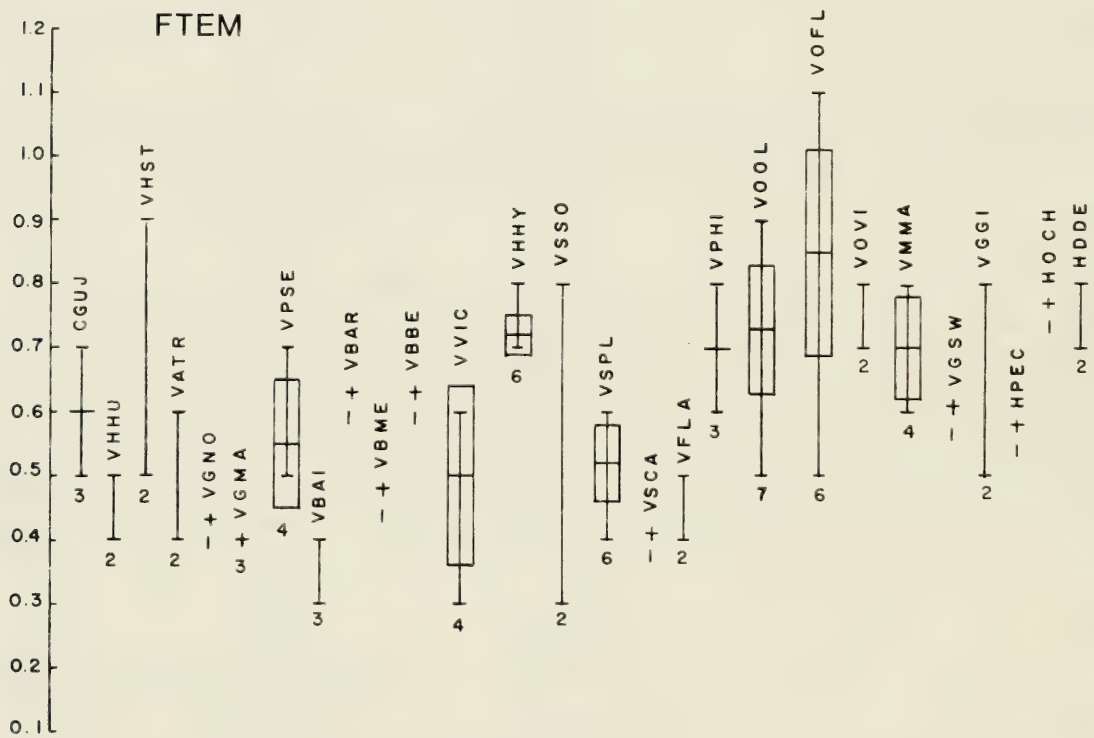 FTEM
1.2
1.1
1.0
0.9
0.8
0.7
0.6
0.5
0.4
0.3
0.2
0.1
CGUJ
3
VHHU
2
VHST
2
VATR
2
- + VGNO
1
3 + VGMA
VPSE
4
VBAI
3
- + VBAR
- + VBME
- + VBBE
VVIC
4
VHHY
6
VSSO
2
VSPL
6
- + VSCA
VFLA
2
VPHI
3
VOOL
7
VOFL
6
VOVI
2
VMMA
4
- + VGSW
VGGI
2
- + HPEC
- + HOCH
HDDE
2